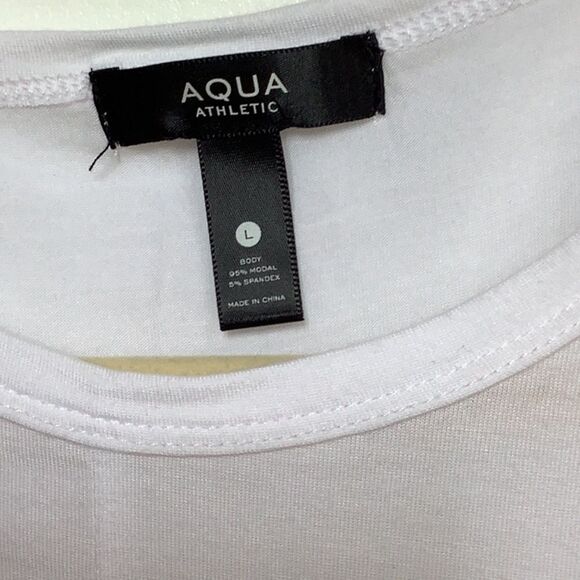 AQUA
ATHLETIC
L
BODY
95% MODAL
5% SPANDEX
MADE IN CHINA